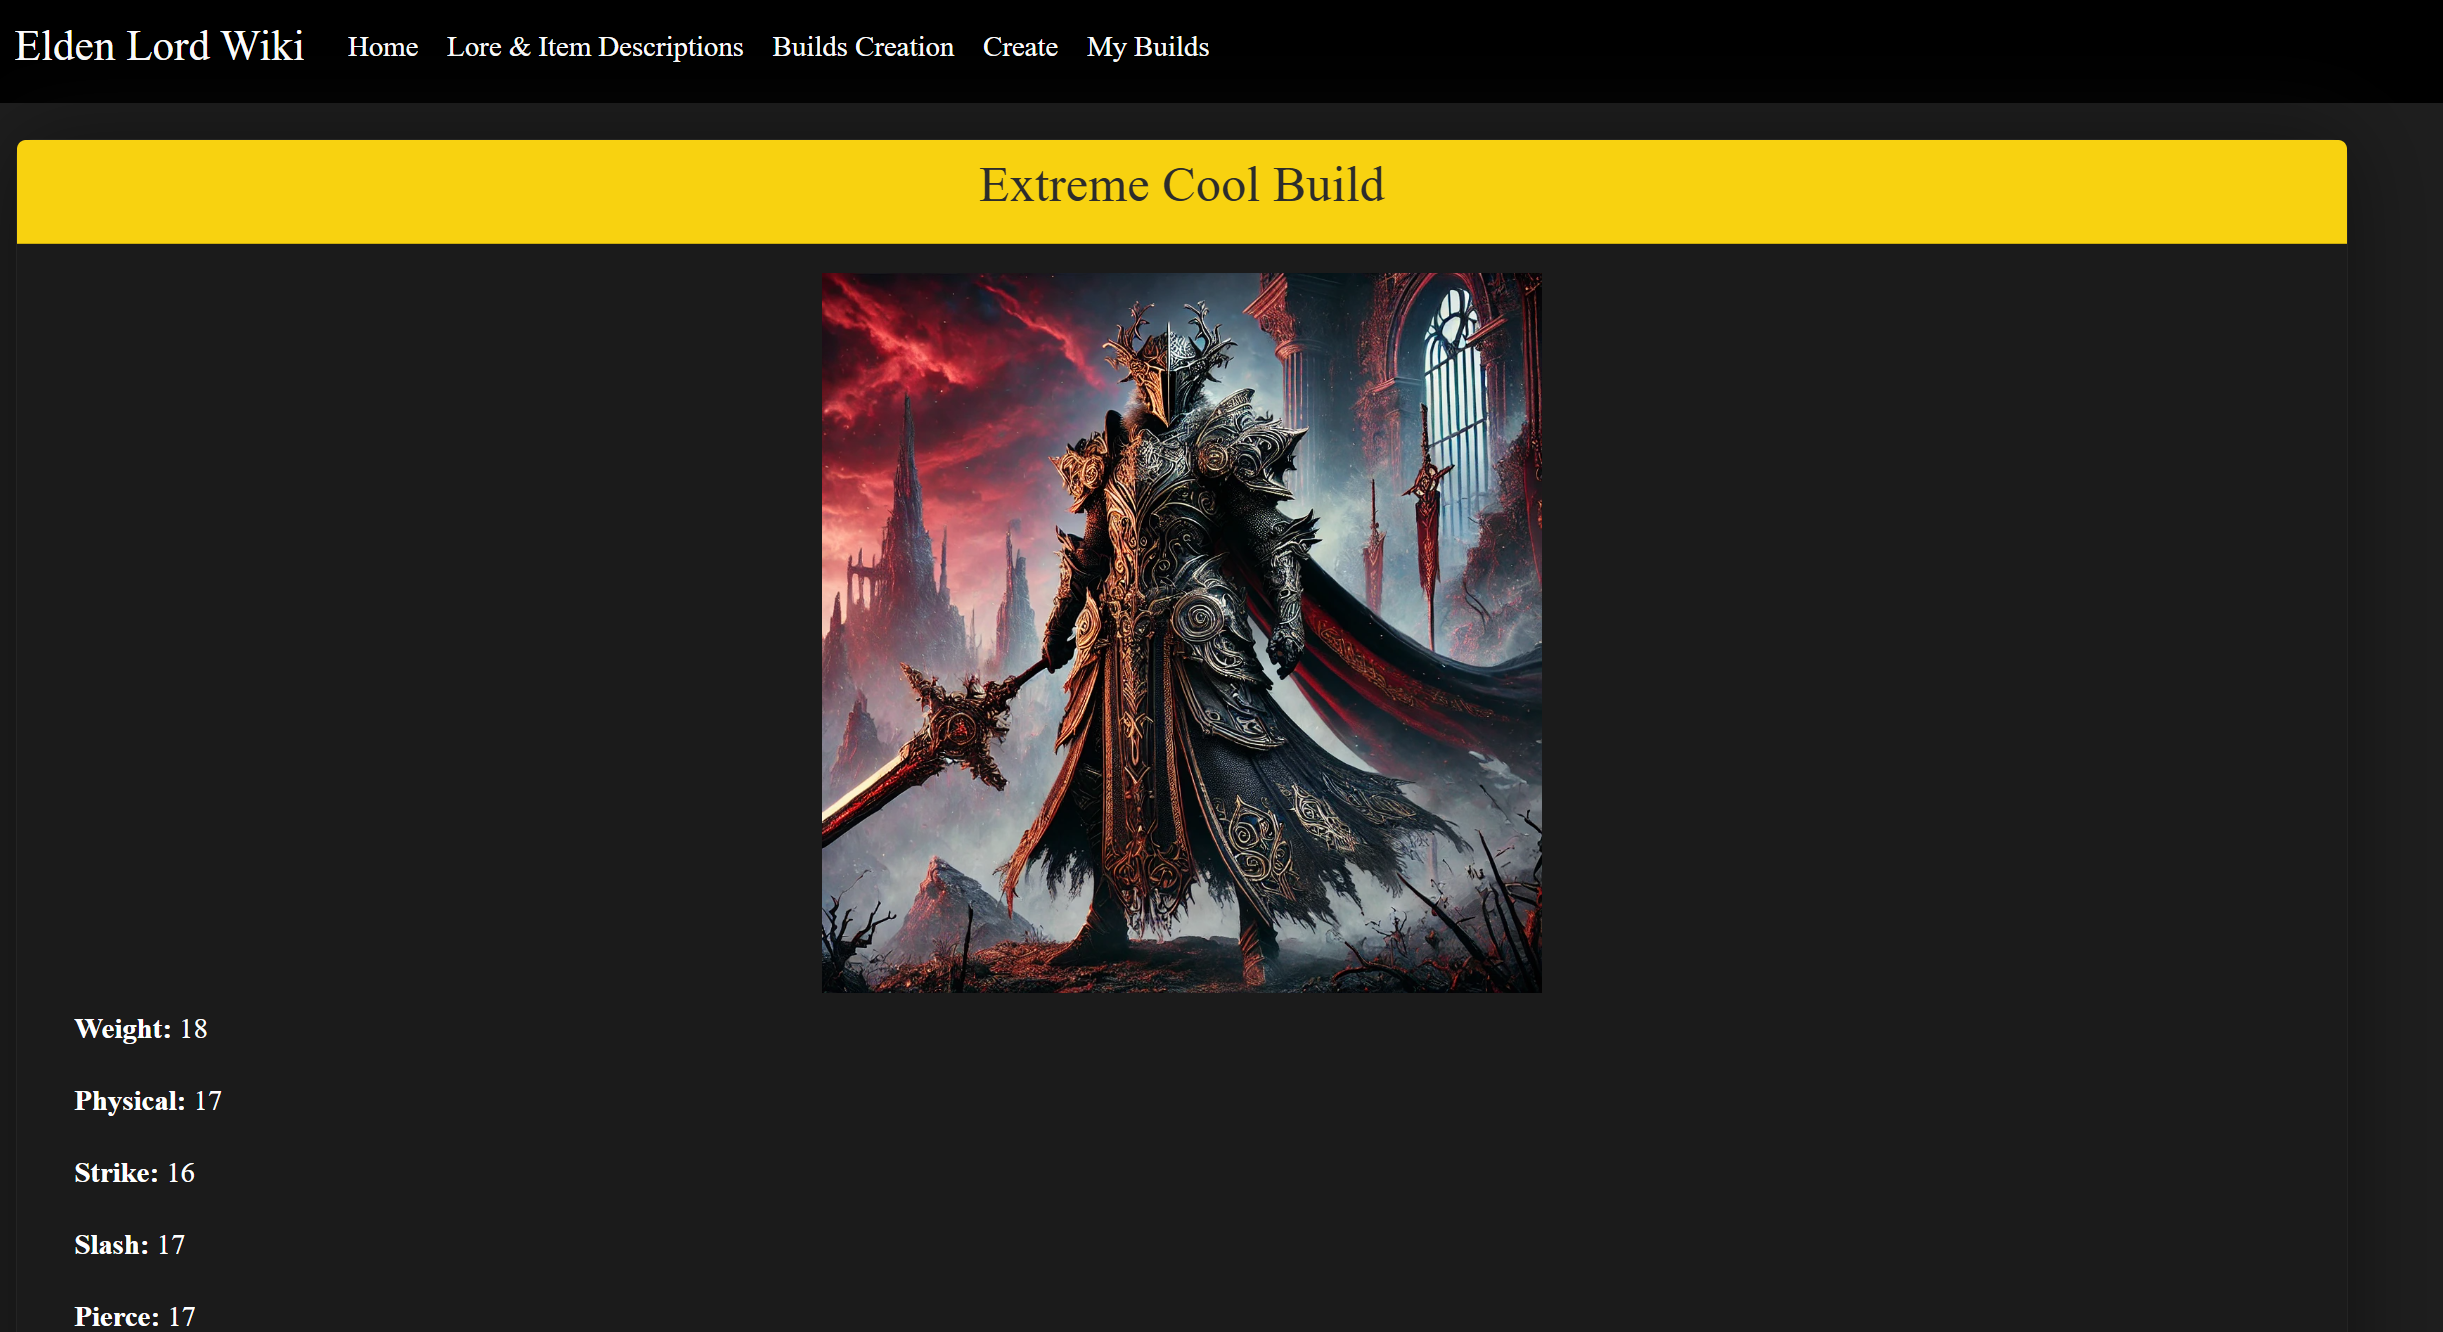 Elden Lord Wiki Home Lore & Item Descriptions Builds Creation Create My Builds
Extreme Cool Build
Weight: 18
Physical: 17
Strike: 16
Slash: 17
Pierce: 17